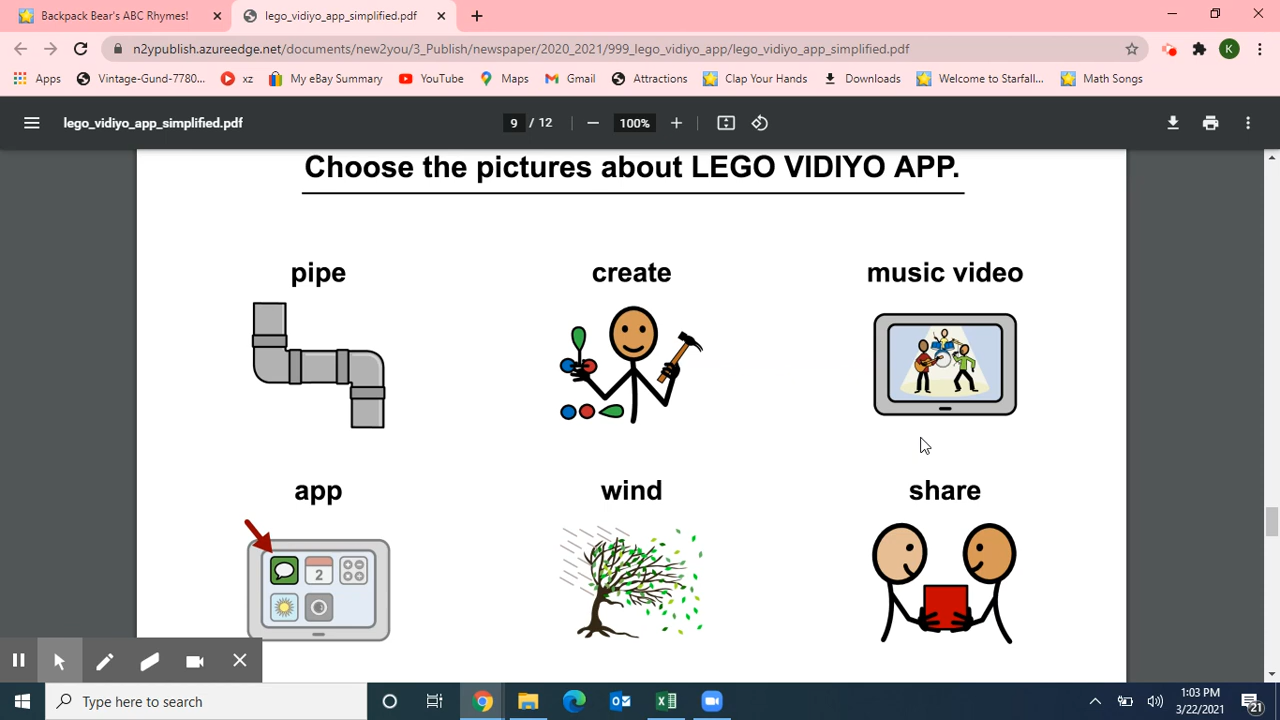 Backpack Bear's ABC Rhymes!
lego_vidiyo_app_simplified.pdf
n2ypublish.azureedge.net/documents/new2you/3_Publish/newspaper/2020_2021/999_lego_vidiyo_app/lego_vidiyo_app_simplified.pdf
K
Apps Vintage-Gund-7780... xz My eBay Summary YouTube Maps Gmail Attractions Clap Your Hands Downloads Welcome to Starfall... Math Songs
lego_vidiyo_app_simplified.pdf 9 / 12 100%
Choose the pictures about LEGO VIDIYO APP.
pipe create music video
app wind share
2
Type here to search
1:03 PM
3/22/2021
21